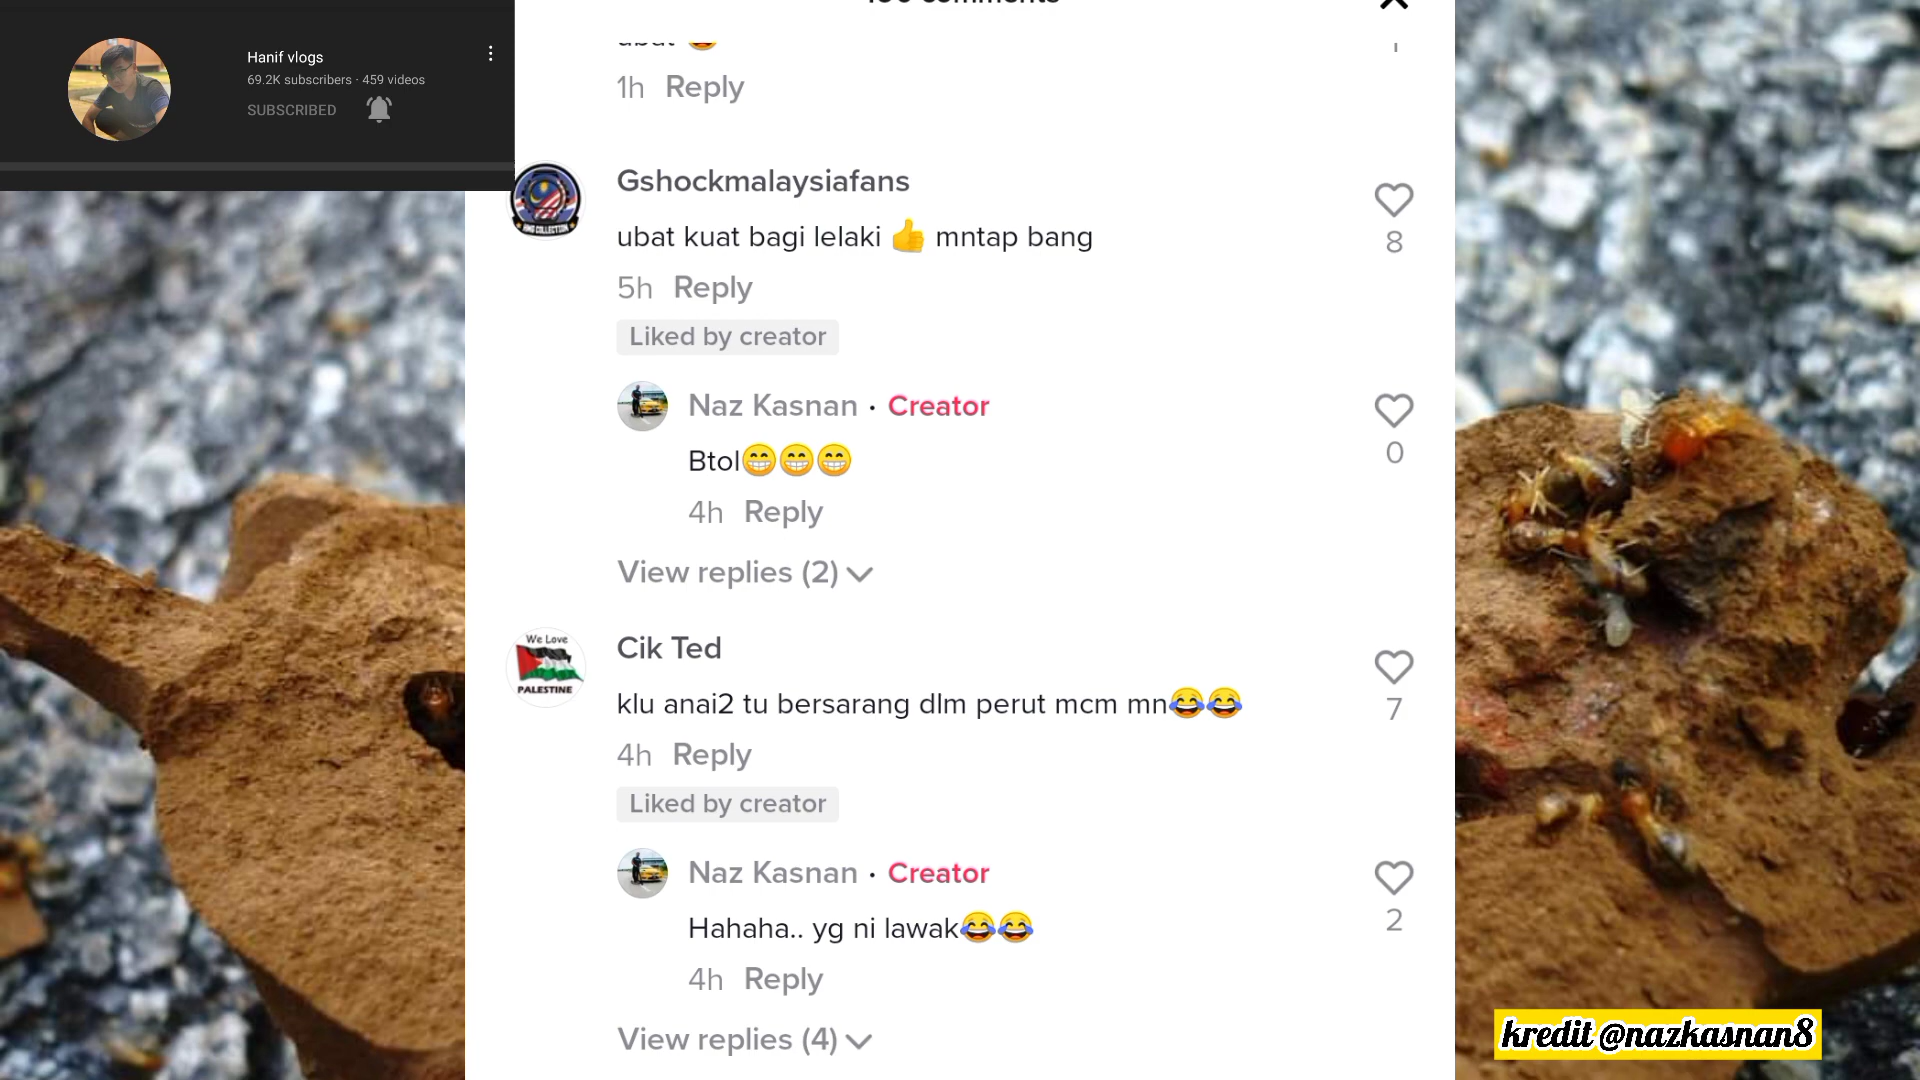 Hanif vlogs
69.2K subscribers · 459 videos
SUBSCRIBED
comments
1h Reply
Gshockmalaysiafans
ubat kuat bagi lelaki 👍 mntap bang
8
5h Reply
Liked by creator
Naz Kasnan · Creator
Btol😁😁😁
0
4h Reply
View replies (2)
We Love
PALESTINE
Cik Ted
klu anai2 tu bersarang dlm perut mcm mn😂😂
7
4h Reply
Liked by creator
Naz Kasnan · Creator
Hahaha.. yg ni lawak😂😂
2
4h Reply
View replies (4)
kredit @nazkasnan8